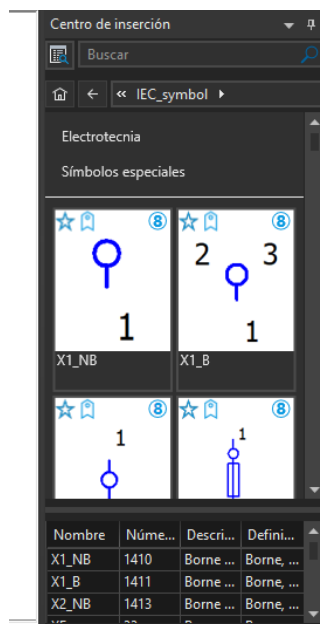 Centro de inserción
Buscar
« IEC_symbol
Electrotecnia
Símbolos especiales
8 8
2 3
1 1
X1_NB X1_B
8 8
1 1
Nombre Núme... Descri... Defini...
X1_NB 1410 Borne ... Borne, ...
X1_B 1411 Borne ... Borne, ...
X2_NB 1413 Borne ... Borne, ...